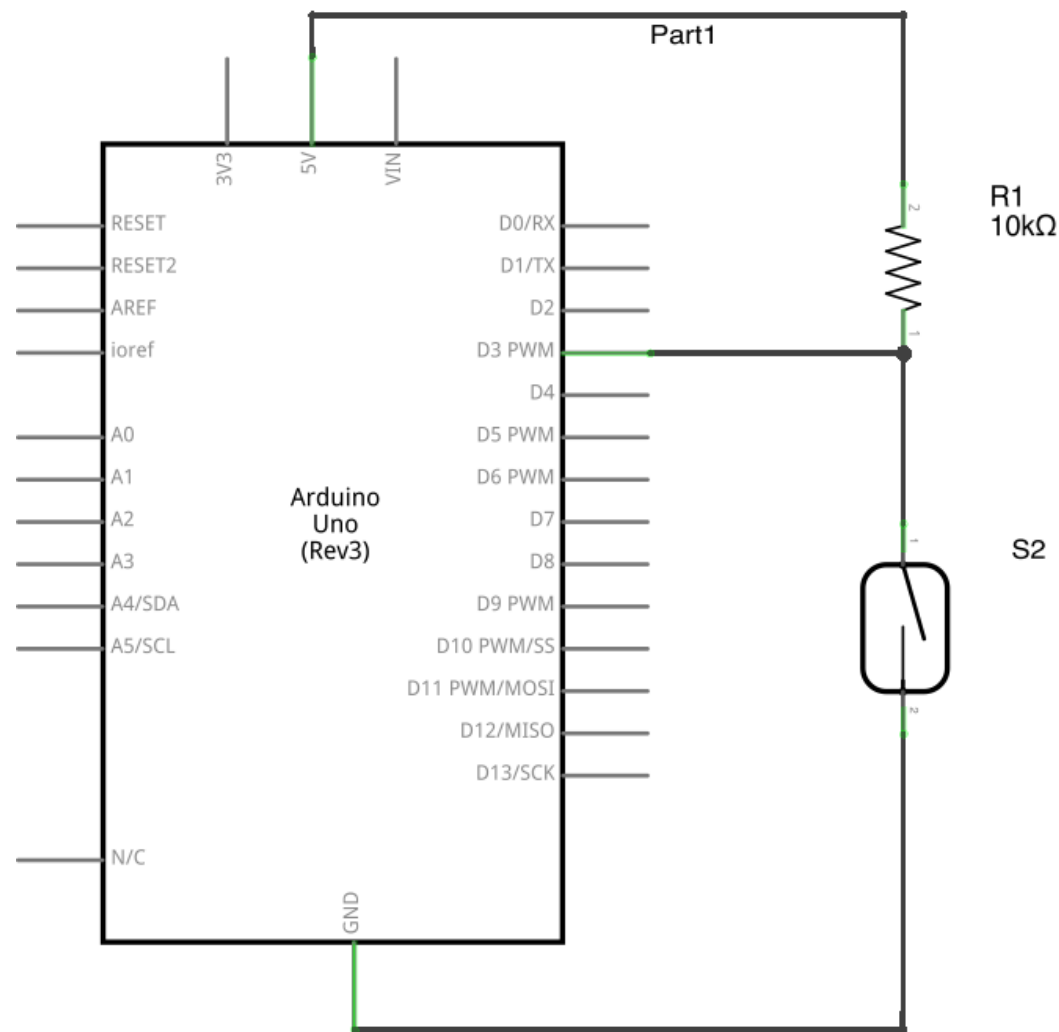 Part1
3V3
5V
VIN
RESET
RESET2
AREF
ioref
A0
A1
A2
A3
A4/SDA
A5/SCL
N/C
Arduino
Uno
(Rev3)
D0/RX
D1/TX
D2
D3 PWM
D4
D5 PWM
D6 PWM
D7
D8
D9 PWM
D10 PWM/SS
D11 PWM/MOSI
D12/MISO
D13/SCK
GND
2
R1
10kΩ
1
1
S2
2